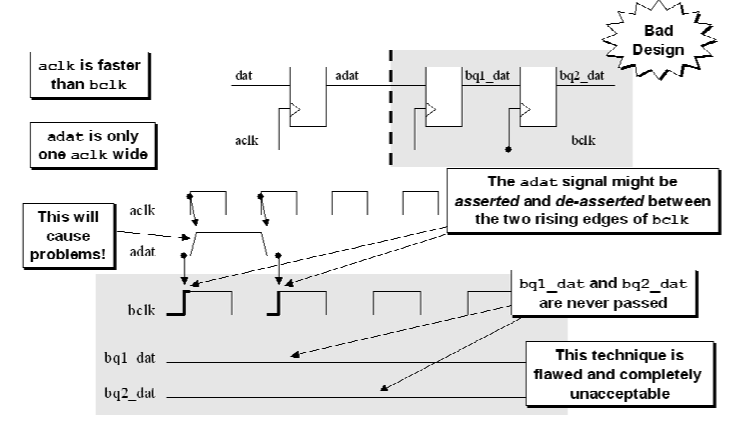 Bad
Design
aclk is faster
than bclk
dat
adat
bq1_dat
bq2_dat
aclk
bclk
adat is only
one aclk wide
The adat signal might be
asserted and de-asserted between
the two rising edges of bclk
aclk
This will
cause
problems!
adat
bq1_dat and bq2_dat
are never passed
bclk
This technique is
flawed and completely
unacceptable
bq1_dat
bq2_dat